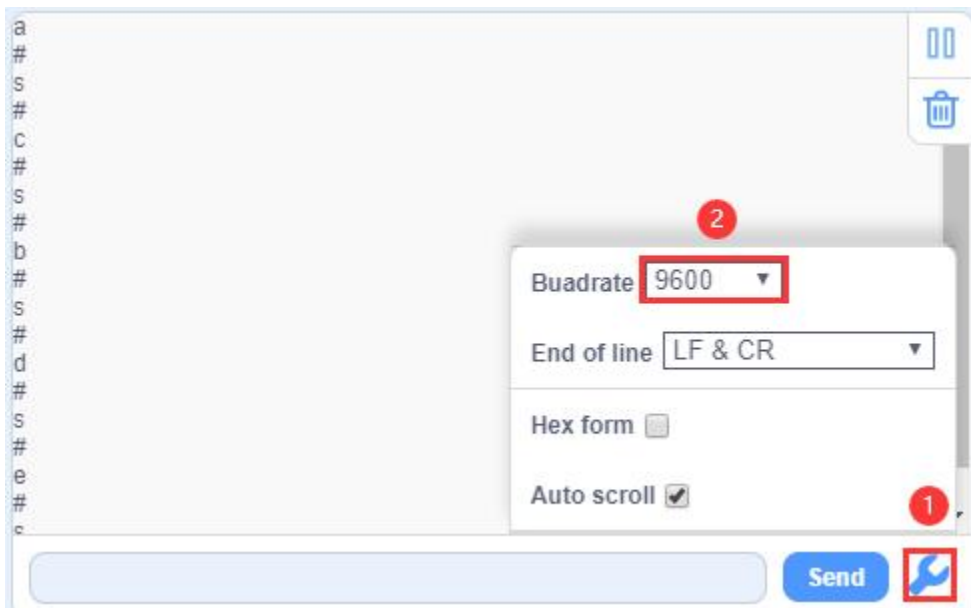 a
#
s
#
c
#
s
#
b
#
s
#
d
#
s
#
e
#
s
2
Buadrate 9600
End of line LF & CR
Hex form
Auto scroll
1
Send